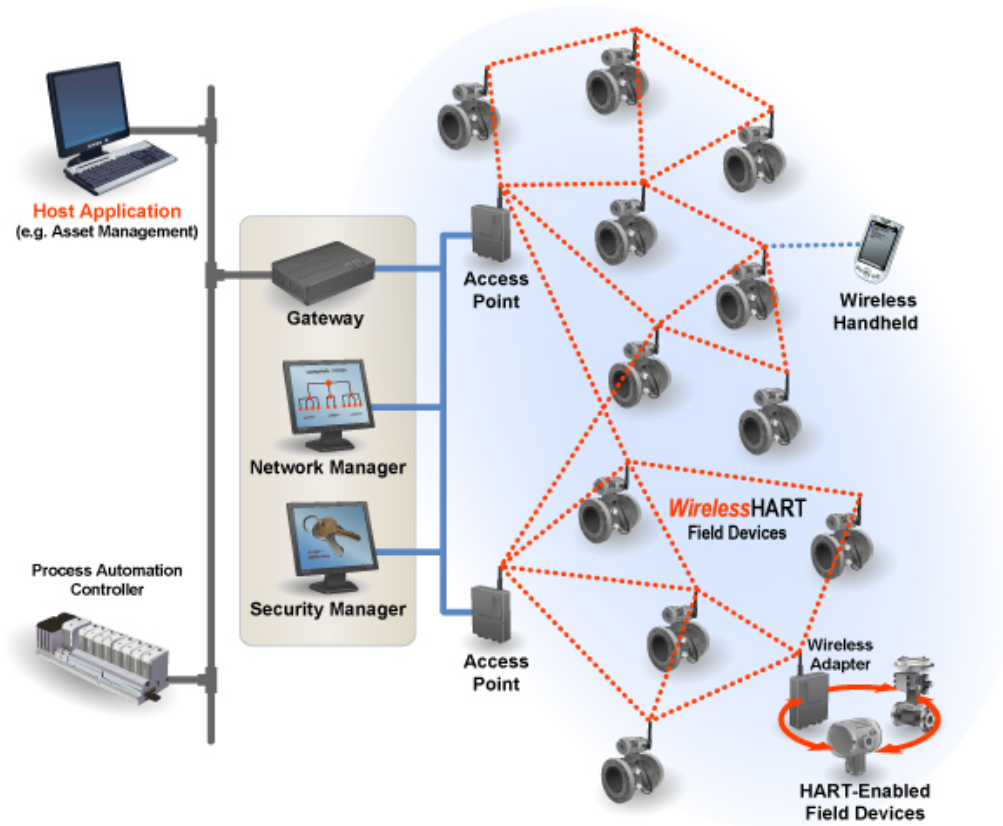 Host Application
(e.g. Asset Management)
Gateway
Network Manager
Security Manager
Process Automation
Controller
Access
Point
Access
Point
Wireless
Handheld
WirelessHART
Field Devices
Wireless
Adapter
HART-Enabled
Field Devices